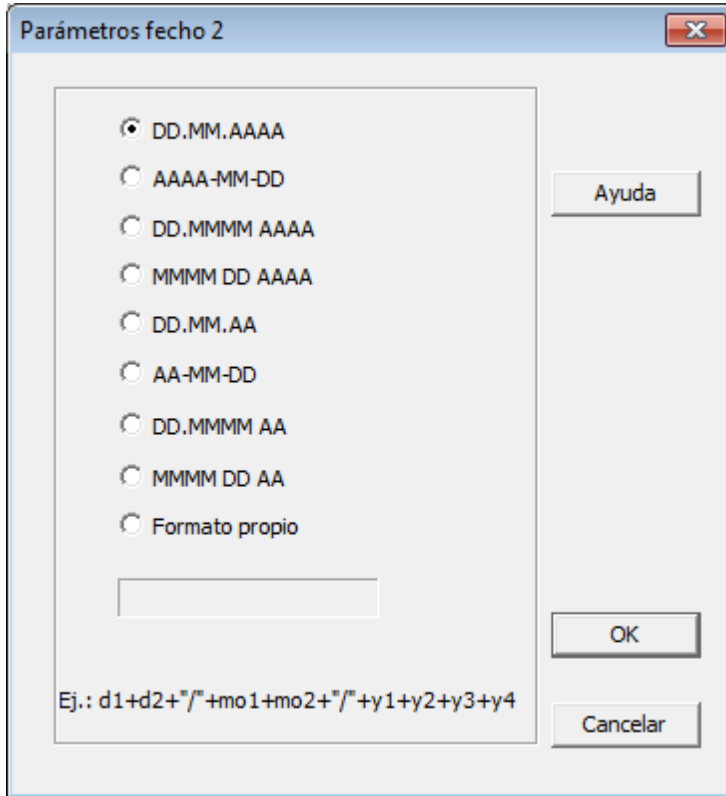 Parámetros fecho 2
DD.MM.AAAA
AAAA-MM-DD
DD.MMMM AAAA
MMMM DD AAAA
DD.MM.AA
AA-MM-DD
DD.MMMM AA
MMMM DD AA
Formato propio
Ej.: d1+d2+"/"+mo1+mo2+"/"+y1+y2+y3+y4
Ayuda
OK
Cancelar